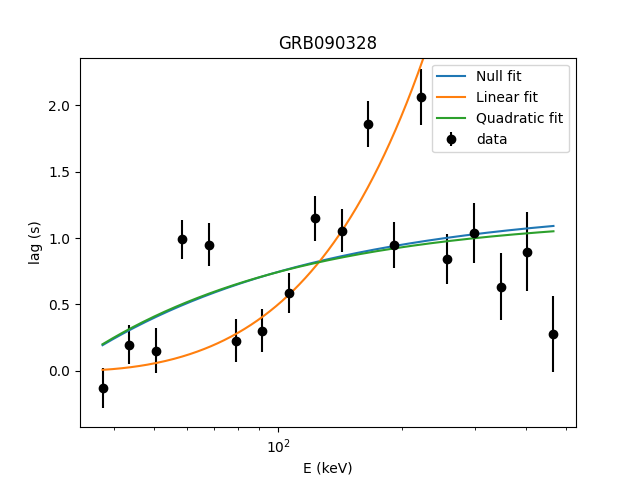 GRB090328
Null fit
Linear fit
Quadratic fit
data
lag (s)
2.0
1.5
1.0
0.5
0.0
10²
E (keV)